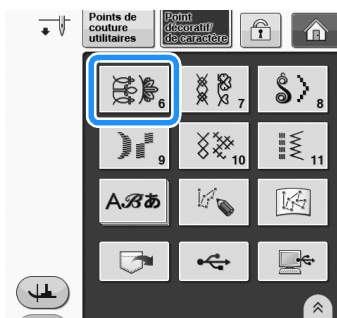 Points de
couture
utilitaires
Point
décoratif/
de caractère
6
7
8
9
10
11
ABあ